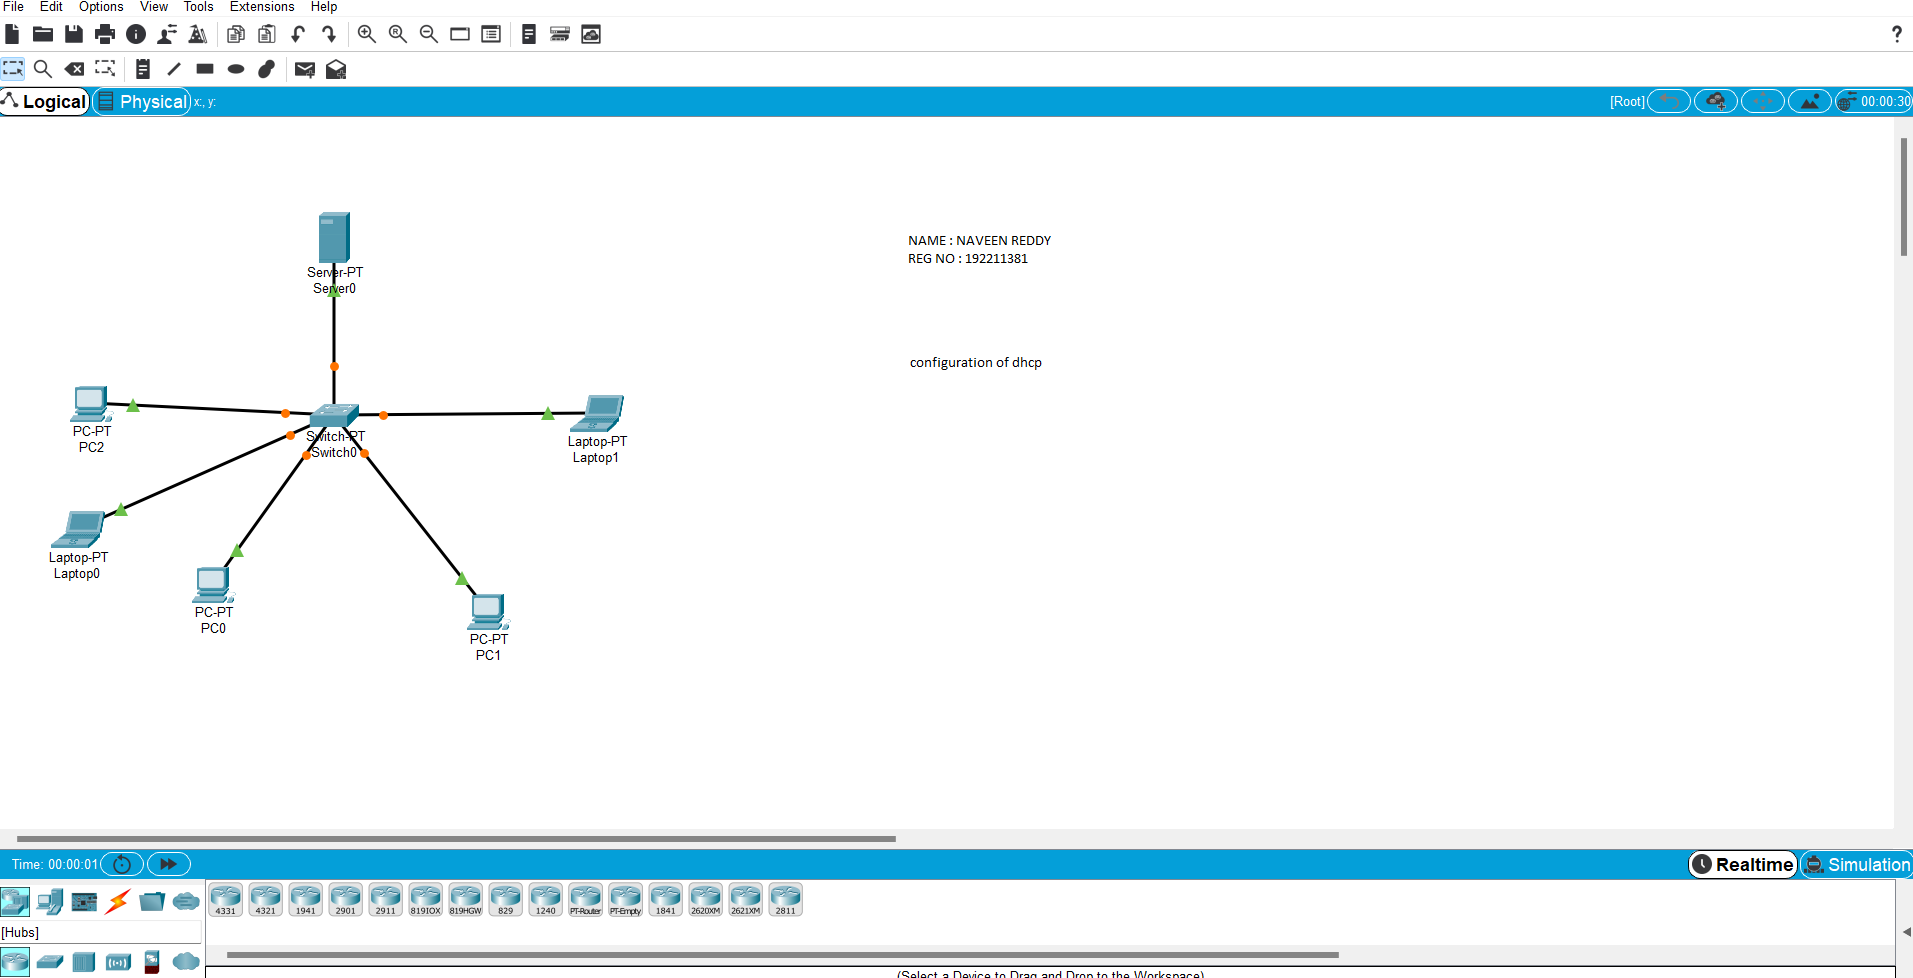 File Edit Options View Tools Extensions Help
?
Logical Physical x:, y: [Root] 00:00:30
Server-PT
Server0
NAME : NAVEEN REDDY
REG NO : 192211381
configuration of dhcp
PC-PT
PC2
Switch-PT
Switch0
Laptop-PT
Laptop1
Laptop-PT
Laptop0
PC-PT
PC0
PC-PT
PC1
Time: 00:00:01 Realtime Simulation
4331 4321 1941 2901 2911 819IOX 819HGW 829 1240 PT-Router PT-Empty 1841 2620XM 2621XM 2811
[Hubs]
(Select a Device to Drag and Drop to the Workspace)